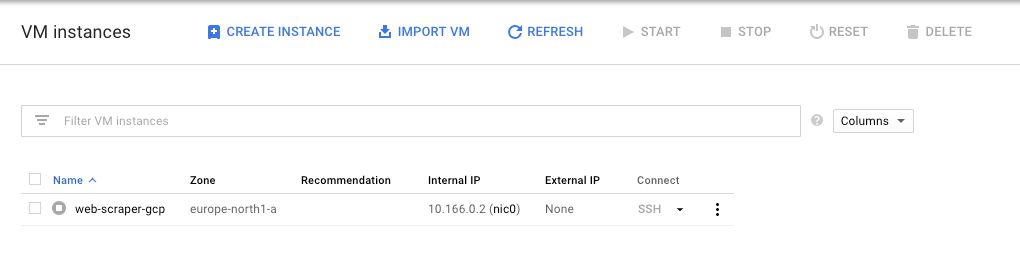 VM instances CREATE INSTANCE IMPORT VM REFRESH START STOP RESET DELETE
Filter VM instances ? Columns
Name Zone Recommendation Internal IP External IP Connect
web-scraper-gcp europe-north1-a 10.166.0.2 (nic0) None SSH